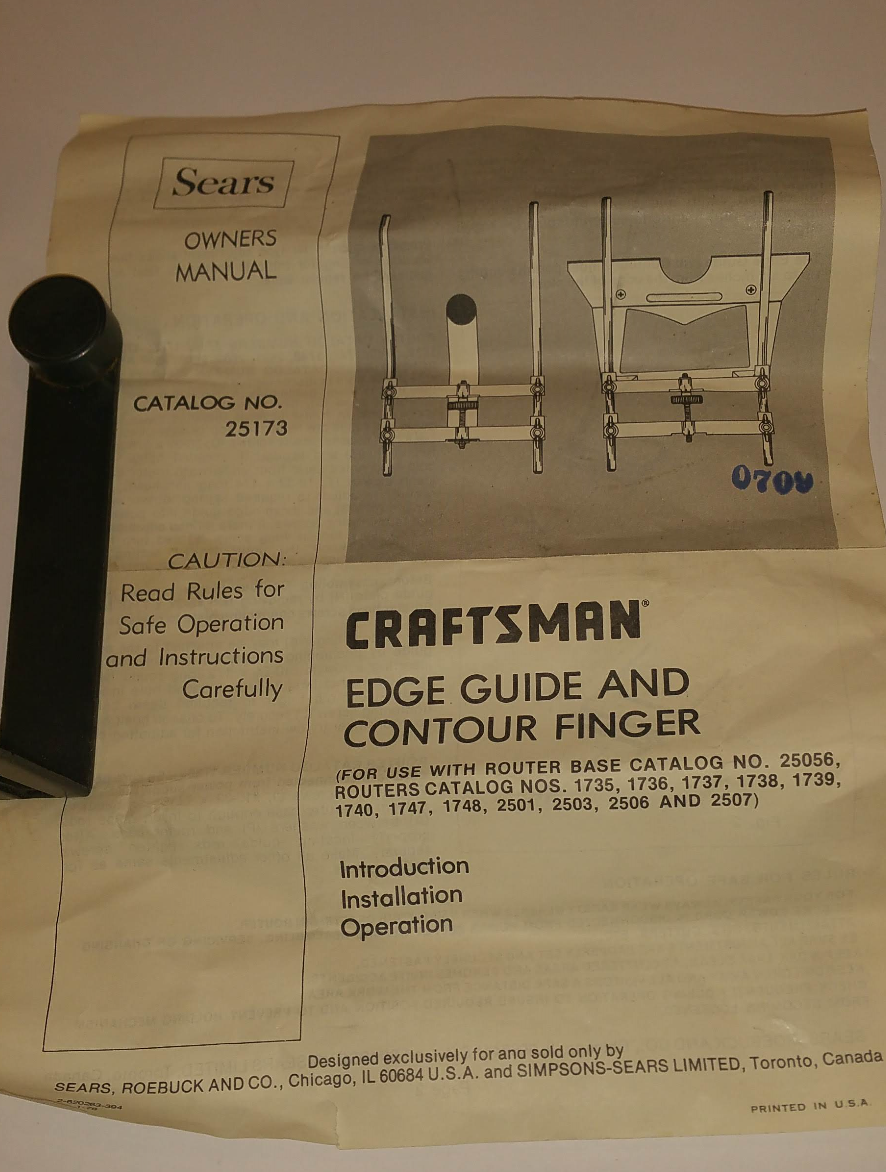 Sears
OWNERS
MANUAL
CATALOG NO.
25173
CAUTION:
Read Rules for
Safe Operation
and Instructions
Carefully
CRAFTSMAN®
EDGE GUIDE AND
CONTOUR FINGER
(FOR USE WITH ROUTER BASE CATALOG NO. 25056,
ROUTERS CATALOG NOS. 1735, 1736, 1737, 1738, 1739,
1740, 1747, 1748, 2501, 2503, 2506 AND 2507)
Introduction
Installation
Operation
Designed exclusively for and sold only by
SEARS, ROEBUCK AND CO., Chicago, IL 60684 U.S.A. and SIMPSONS-SEARS LIMITED, Toronto, Canada
PRINTED IN U.S.A.